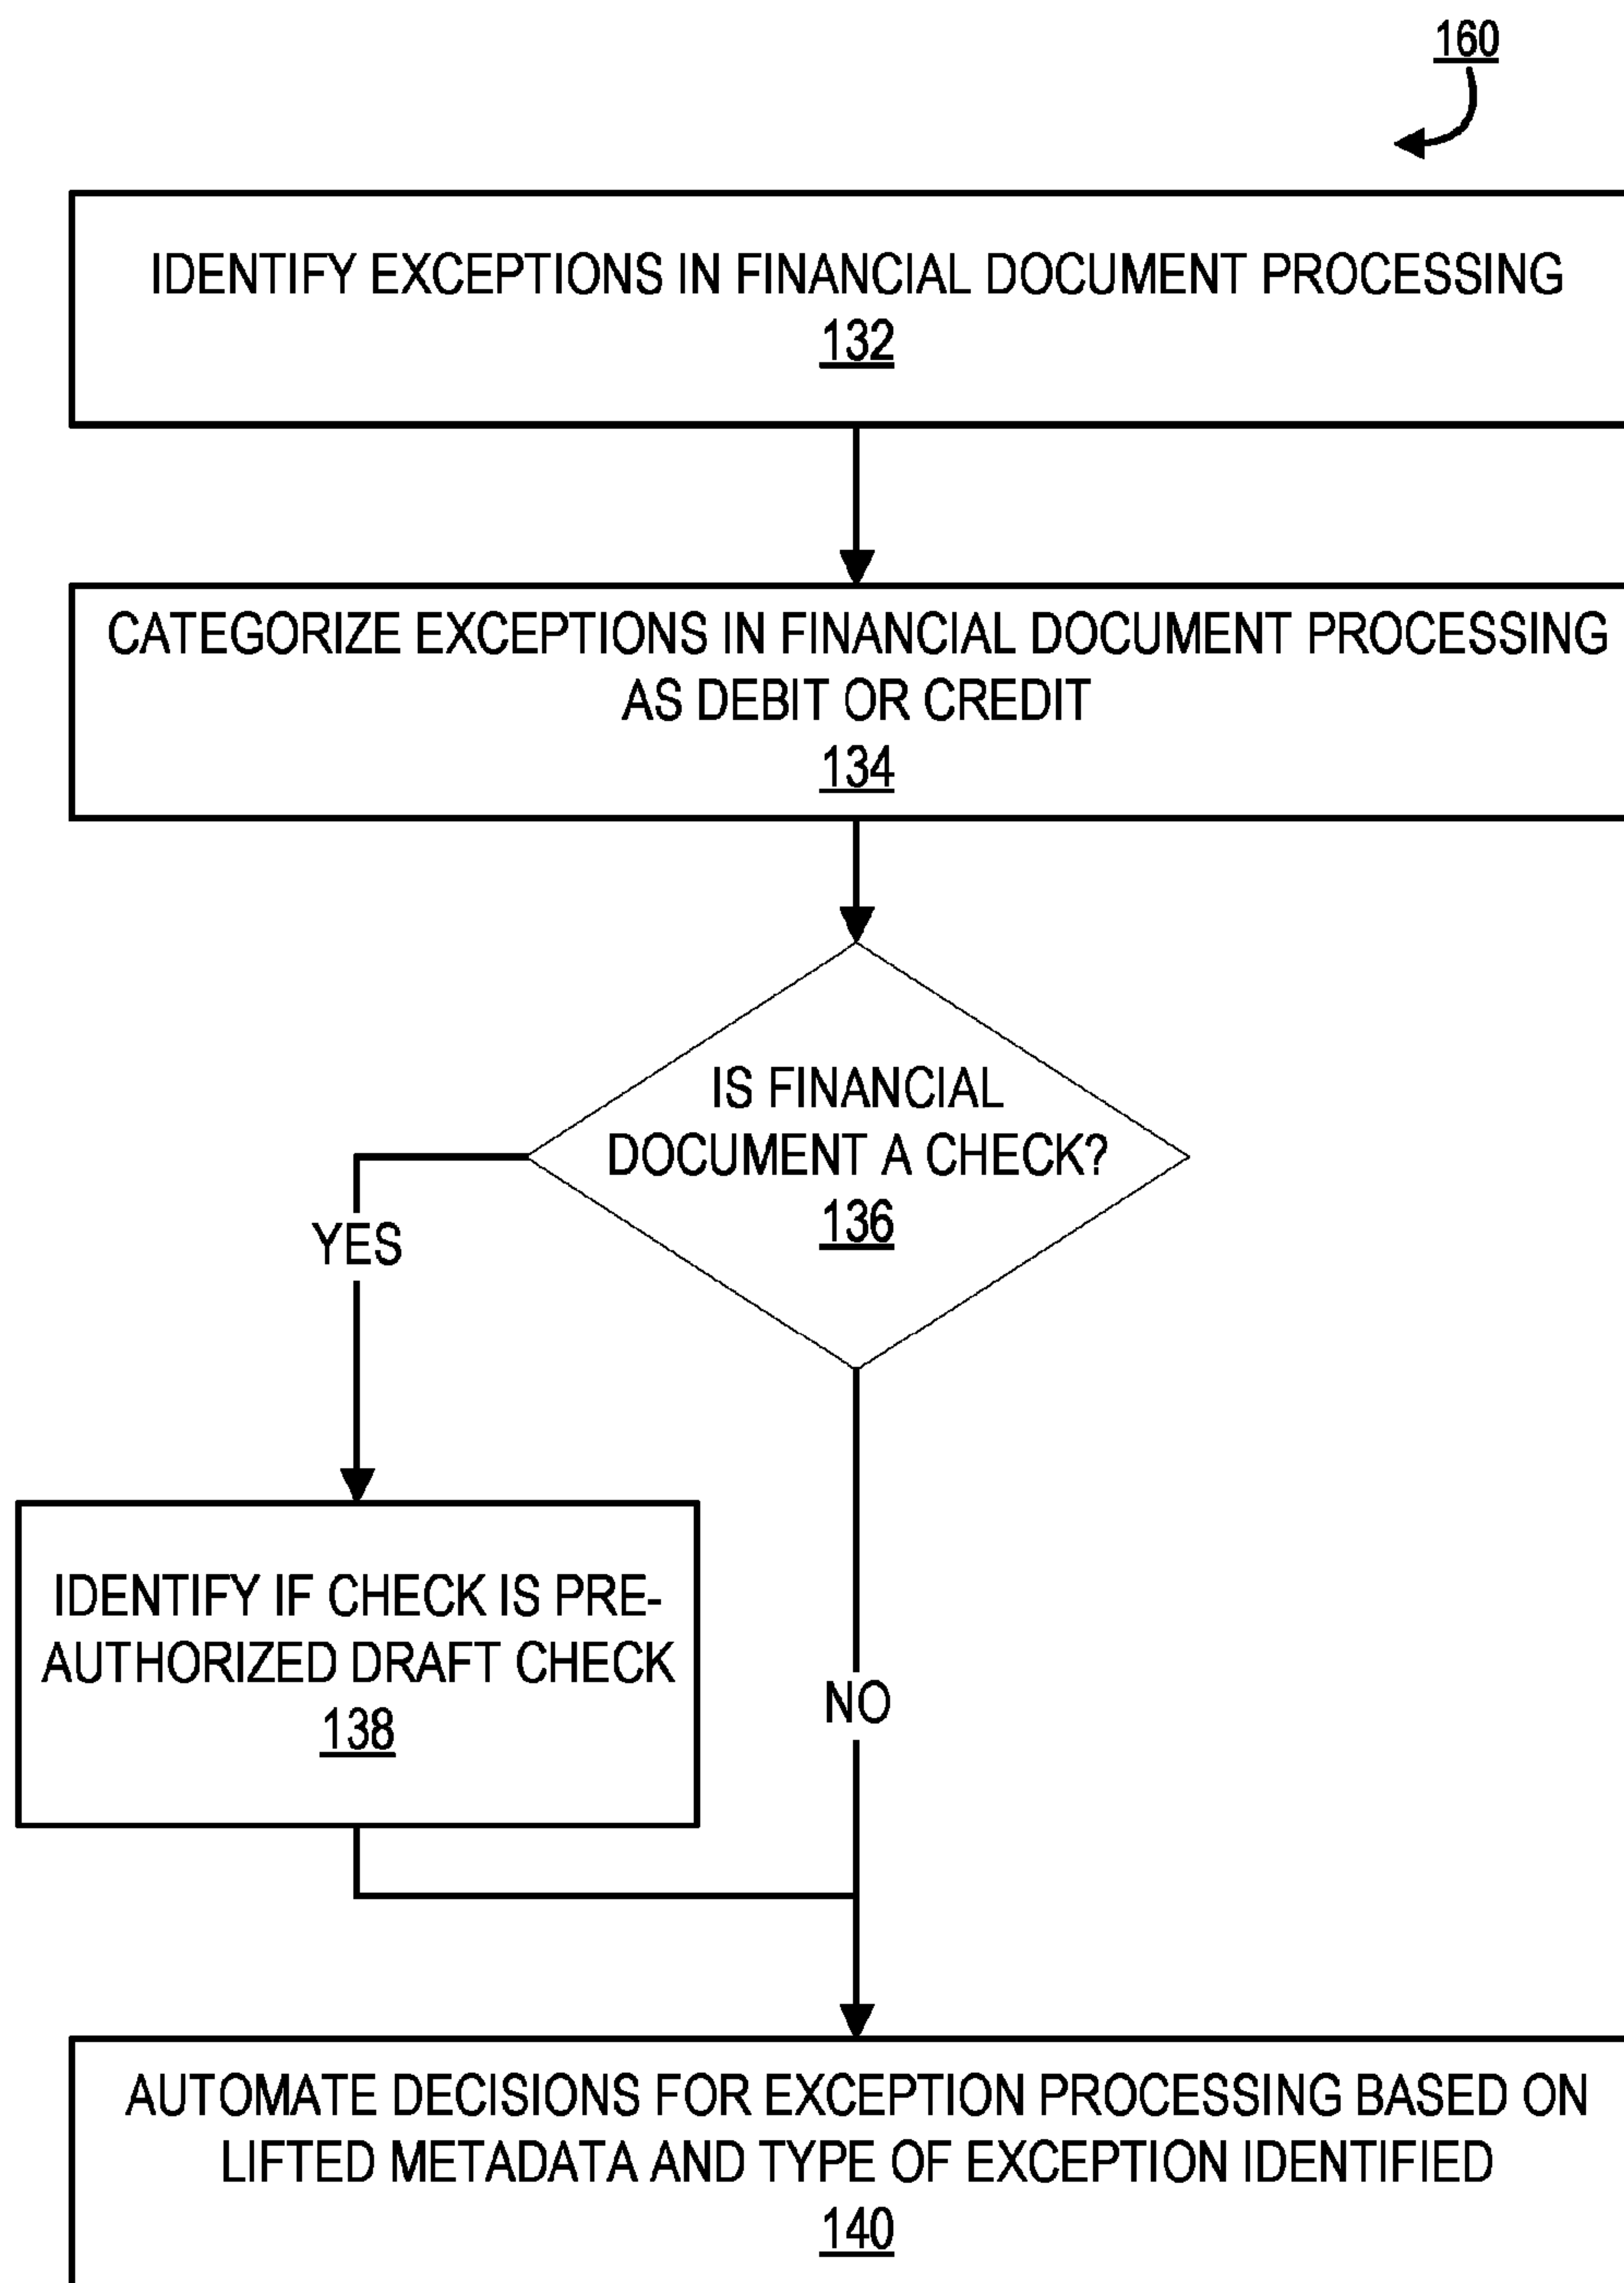 160
IDENTIFY EXCEPTIONS IN FINANCIAL DOCUMENT PROCESSING
132
CATEGORIZE EXCEPTIONS IN FINANCIAL DOCUMENT PROCESSING
AS DEBIT OR CREDIT
134
IS FINANCIAL
DOCUMENT A CHECK?
136
YES
IDENTIFY IF CHECK IS PRE-
AUTHORIZED DRAFT CHECK
138
NO
AUTOMATE DECISIONS FOR EXCEPTION PROCESSING BASED ON
LIFTED METADATA AND TYPE OF EXCEPTION IDENTIFIED
140